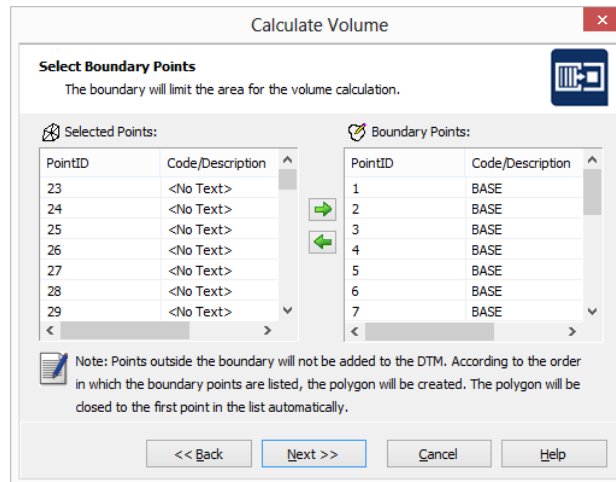 Calculate Volume
Select Boundary Points
The boundary will limit the area for the volume calculation.
Selected Points:
PointID Code/Description
23 <No Text>
24 <No Text>
25 <No Text>
26 <No Text>
27 <No Text>
28 <No Text>
29 <No Text>
Boundary Points:
PointID Code/Description
1 BASE
2 BASE
3 BASE
4 BASE
5 BASE
6 BASE
7 BASE
Note: Points outside the boundary will not be added to the DTM. According to the order
in which the boundary points are listed, the polygon will be created. The polygon will be
closed to the first point in the list automatically.
<< Back Next >> Cancel Help